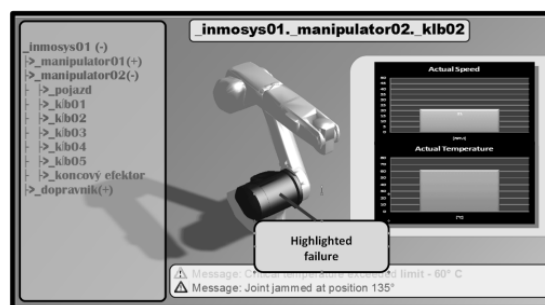 _inmosys01._manipulator02._klb02
_inmosys01 (-)
>_manipulator01(+)
>_manipulator02(-)
>_pojazd
>_klb01
>_klb02
>_klb03
>_klb04
>_klb05
>_koncový efektor
>_dopravník(+)
Actual Speed
Actual Temperature
Highlighted
failure
Message: Critical temperature exceeded limit - 60° C
Message: Joint jammed at position 135°